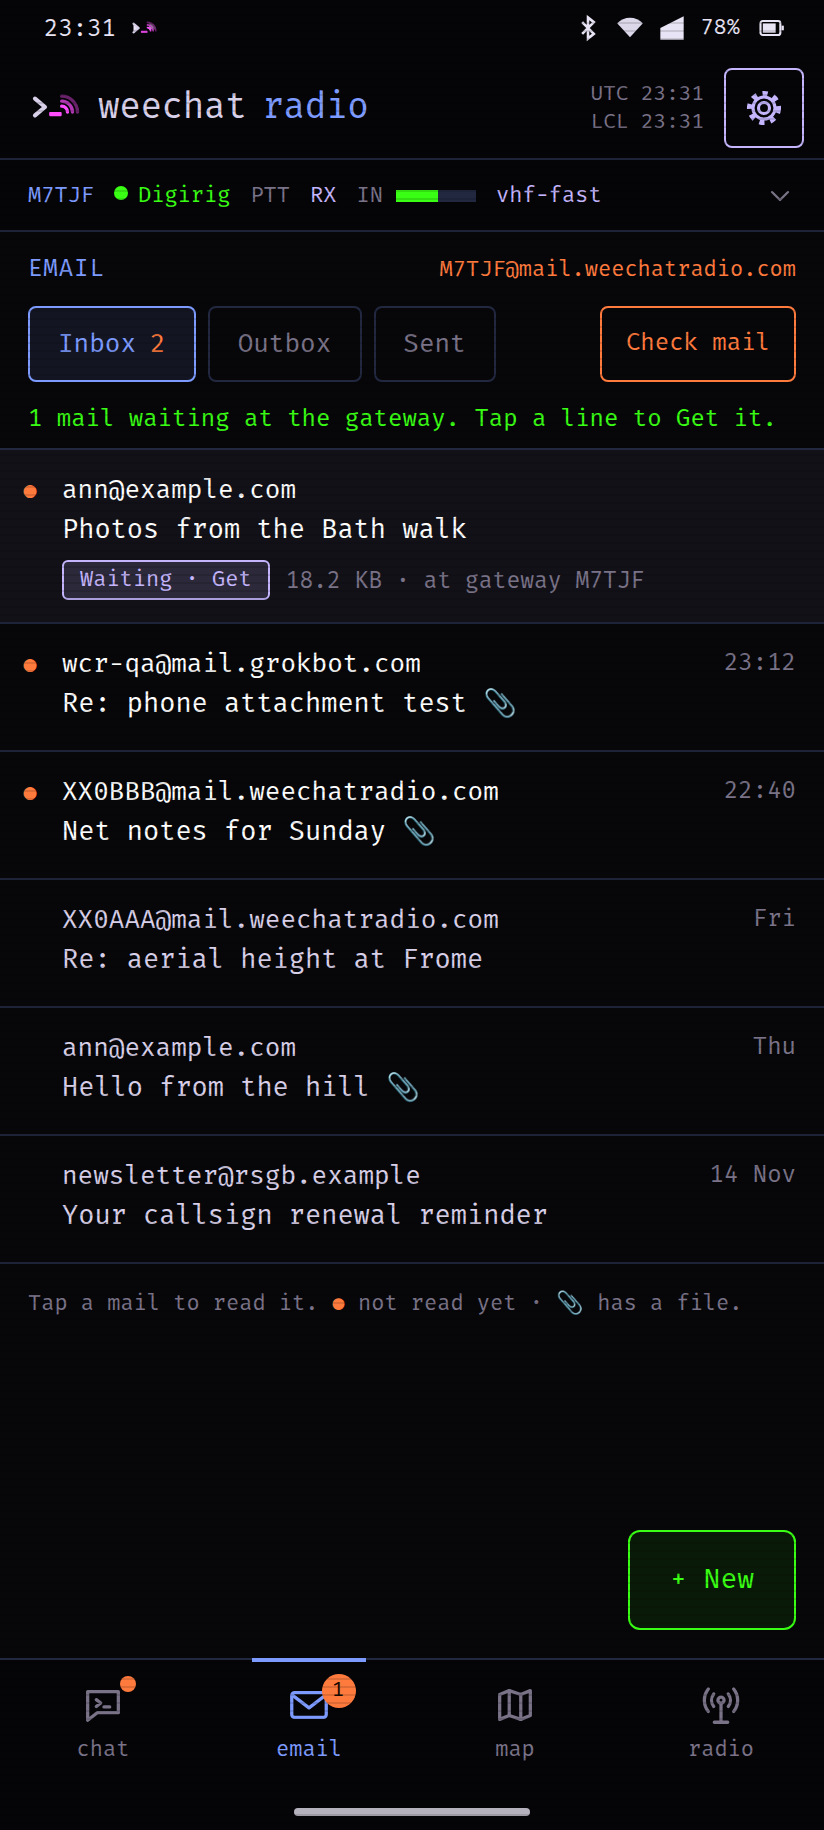 23:31 78%
weechat radio UTC 23:31
LCL 23:31
M7TJF Digirig PTT RX IN vhf-fast
EMAIL M7TJF@mail.weechatradio.com
Inbox 2 Outbox Sent Check mail
1 mail waiting at the gateway. Tap a line to Get it.
ann@example.com
Photos from the Bath walk
Waiting · Get 18.2 KB · at gateway M7TJF
wcr-qa@mail.grokbot.com 23:12
Re: phone attachment test
XX0BBB@mail.weechatradio.com 22:40
Net notes for Sunday
XX0AAA@mail.weechatradio.com Fri
Re: aerial height at Frome
ann@example.com Thu
Hello from the hill
newsletter@rsgb.example 14 Nov
Your callsign renewal reminder
Tap a mail to read it. ● not read yet · 📎 has a file.
+ New
1
chat email map radio